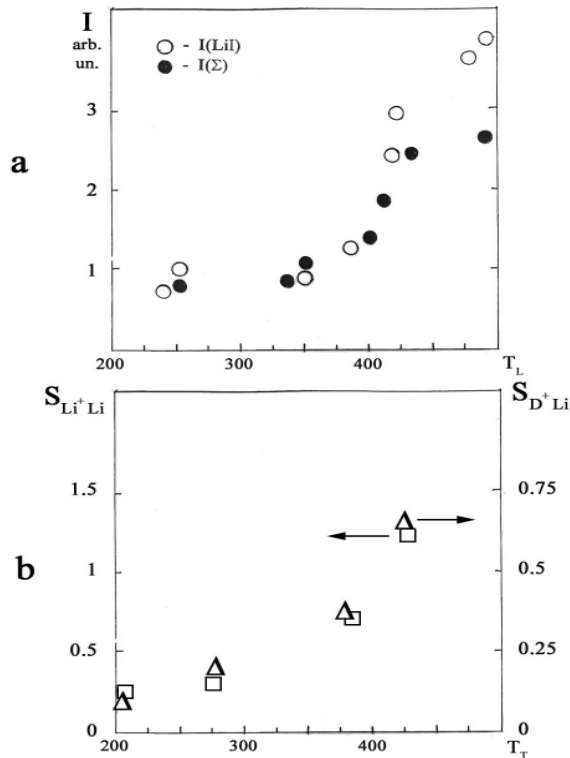 I
arb.
un.
○ - I(LiI)
● - I(Σ)
3
2
1
a
200 300 400 T_L
S_Li⁺Li S_D⁺Li
1.5 0.75
1 0.5
b
0.5 0.25
0 0
200 300 400 T_T